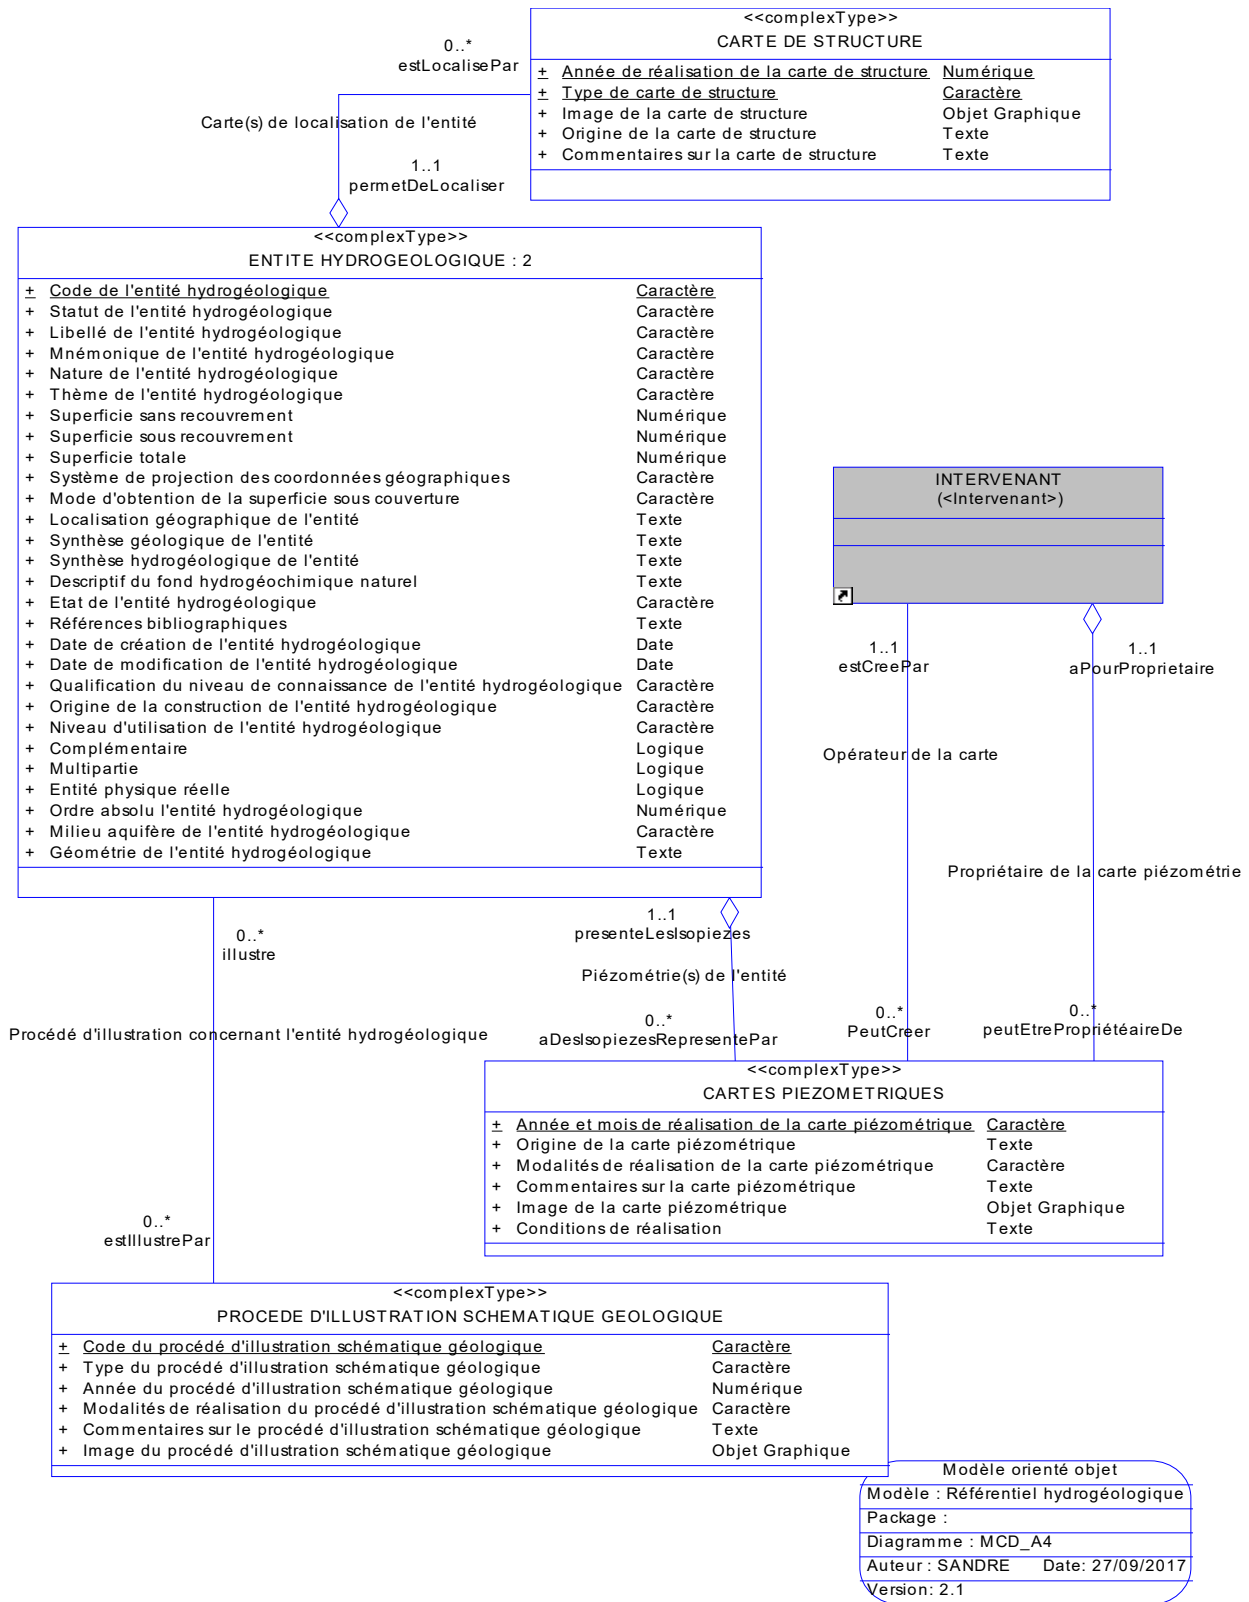 <<complexType>>
CARTE DE STRUCTURE
+ Année de réalisation de la carte de structure Numérique
+ Type de carte de structure Caractère
+ Image de la carte de structure Objet Graphique
+ Origine de la carte de structure Texte
+ Commentaires sur la carte de structure Texte
0..*
estLocalisePar
Carte(s) de localisation de l'entité
1..1
permetDeLocaliser
<<complexType>>
ENTITE HYDROGEOLOGIQUE : 2
+ Code de l'entité hydrogéologique Caractère
+ Statut de l'entité hydrogéologique Caractère
+ Libellé de l'entité hydrogéologique Caractère
+ Mnémonique de l'entité hydrogéologique Caractère
+ Nature de l'entité hydrogéologique Caractère
+ Thème de l'entité hydrogéologique Caractère
+ Superficie sans recouvrement Numérique
+ Superficie sous recouvrement Numérique
+ Superficie totale Numérique
+ Système de projection des coordonnées géographiques Caractère
+ Mode d'obtention de la superficie sous couverture Caractère
+ Localisation géographique de l'entité Texte
+ Synthèse géologique de l'entité Texte
+ Synthèse hydrogéologique de l'entité Texte
+ Descriptif du fond hydrogéochimique naturel Texte
+ Etat de l'entité hydrogéologique Caractère
+ Références bibliographiques Texte
+ Date de création de l'entité hydrogéologique Date
+ Date de modification de l'entité hydrogéologique Date
+ Qualification du niveau de connaissance de l'entité hydrogéologique Caractère
+ Origine de la construction de l'entité hydrogéologique Caractère
+ Niveau d'utilisation de l'entité hydrogéologique Caractère
+ Complémentaire Logique
+ Multipartie Logique
+ Entité physique réelle Logique
+ Ordre absolu l'entité hydrogéologique Numérique
+ Milieu aquifère de l'entité hydrogéologique Caractère
+ Géométrie de l'entité hydrogéologique Texte
INTERVENANT
(<Intervenant>)
1..1
estCreePar
1..1
aPourProprietaire
Opérateur de la carte
Propriétaire de la carte piézométrie
0..*
PeutCreer
0..*
peutEtrePropriétéaireDe
0..*
illustre
1..1
presenteLesIsopiezes
Piézométrie(s) de l'entité
Procédé d'illustration concernant l'entité hydrogéologique
0..*
aDesIsopiezesRepresentePar
<<complexType>>
CARTES PIEZOMETRIQUES
+ Année et mois de réalisation de la carte piézométrique Caractère
+ Origine de la carte piézométrique Texte
+ Modalités de réalisation de la carte piézométrique Caractère
+ Commentaires sur la carte piézométrique Texte
+ Image de la carte piézométrique Objet Graphique
+ Conditions de réalisation Texte
0..*
estIllustrePar
<<complexType>>
PROCEDE D'ILLUSTRATION SCHEMATIQUE GEOLOGIQUE
+ Code du procédé d'illustration schématique géologique Caractère
+ Type du procédé d'illustration schématique géologique Caractère
+ Année du procédé d'illustration schématique géologique Numérique
+ Modalités de réalisation du procédé d'illustration schématique géologique Caractère
+ Commentaires sur le procédé d'illustration schématique géologique Texte
+ Image du procédé d'illustration schématique géologique Objet Graphique
Modèle orienté objet
Modèle : Référentiel hydrogéologique
Package :
Diagramme : MCD_A4
Auteur : SANDRE Date: 27/09/2017
Version: 2.1